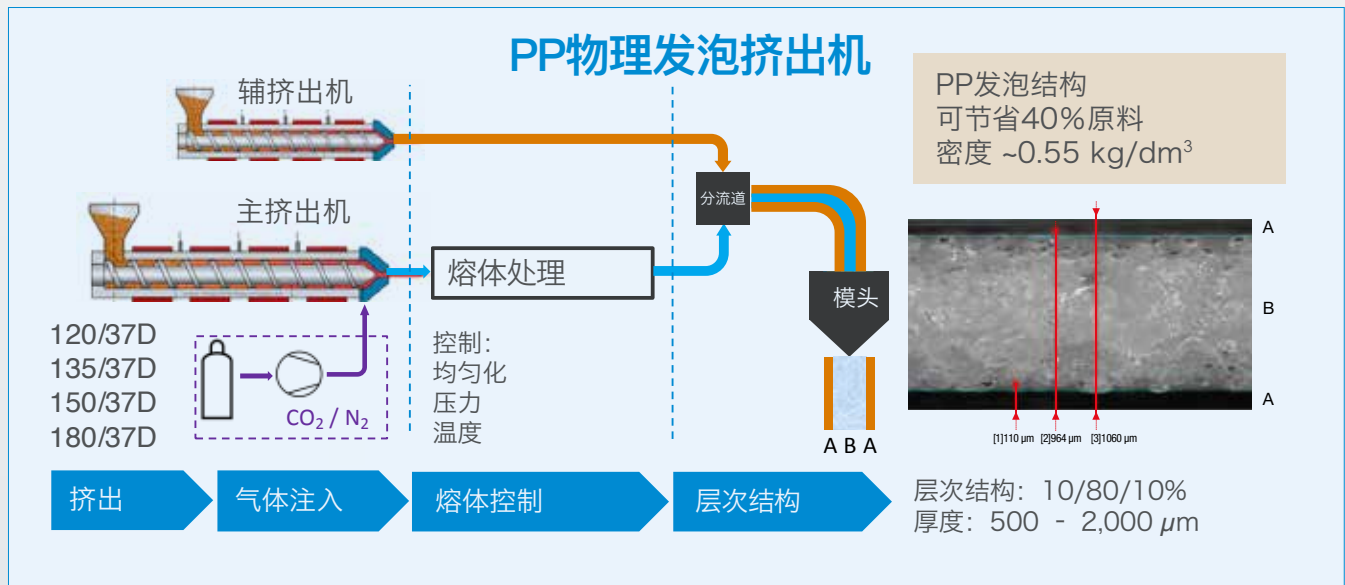 PP物理发泡挤出机
辅挤出机
主挤出机
120/37D
135/37D
150/37D
180/37D
CO₂ / N₂
熔体处理
控制:
均匀化
压力
温度
分流道
模头
A B A
PP发泡结构
可节省40%原料
密度 ~0.55 kg/dm³
A
B
A
[1]110 µm [2]964 µm [3]1060 µm
挤出
气体注入
熔体控制
层次结构
层次结构: 10/80/10%
厚度: 500 - 2,000 µm